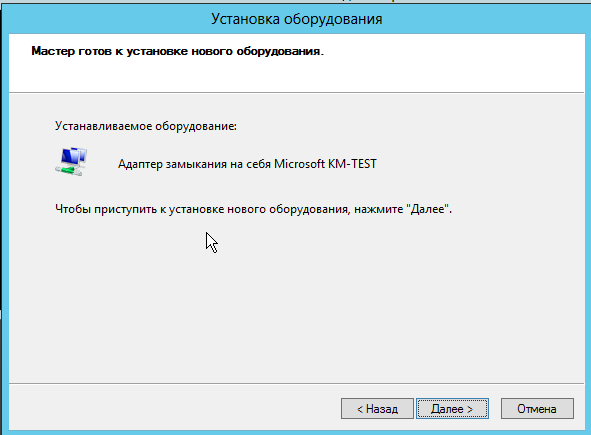 Установка оборудования
Мастер готов к установке нового оборудования.
Устанавливаемое оборудование:
Адаптер замыкания на себя Microsoft KM-TEST
Чтобы приступить к установке нового оборудования, нажмите "Далее".
< Назад
Далее >
Отмена